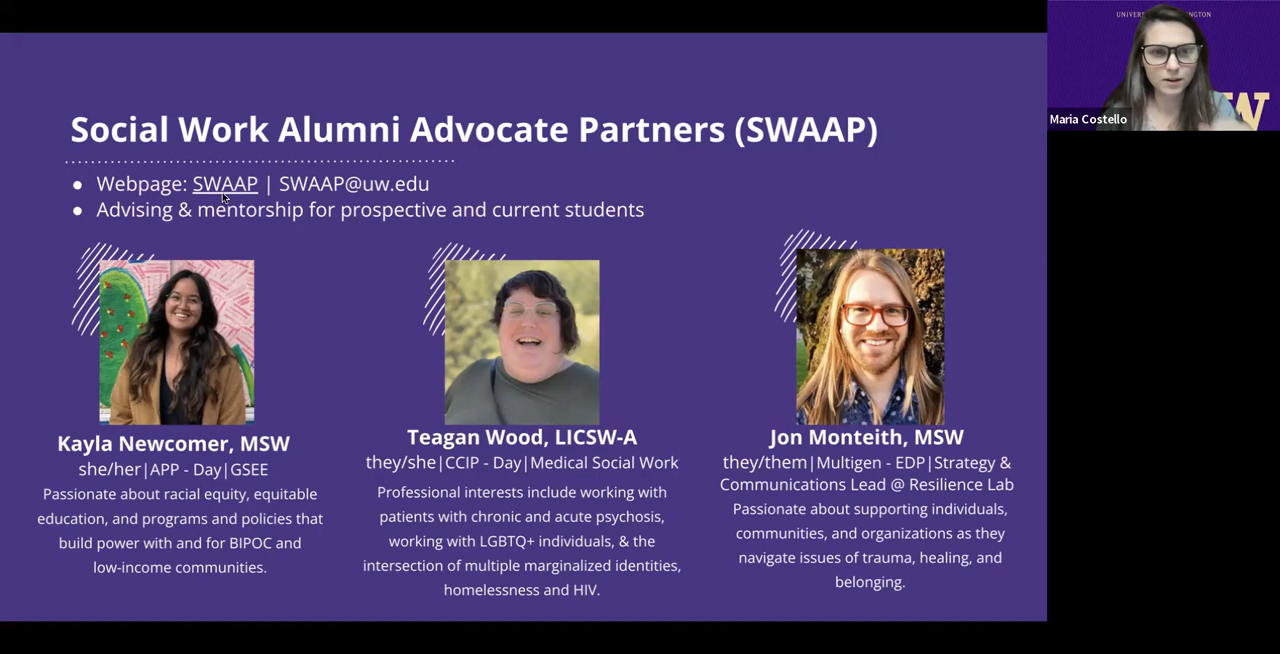 UNIVER NGTON
W
Maria Costello
Social Work Alumni Advocate Partners (SWAAP)
● Webpage: SWAAP | SWAAP@uw.edu
● Advising & mentorship for prospective and current students
Kayla Newcomer, MSW
she/her|APP - Day|GSEE
Passionate about racial equity, equitable
education, and programs and policies that
build power with and for BIPOC and
low-income communities.
Teagan Wood, LICSW-A
they/she|CCIP - Day|Medical Social Work
Professional interests include working with
patients with chronic and acute psychosis,
working with LGBTQ+ individuals, & the
intersection of multiple marginalized identities,
homelessness and HIV.
Jon Monteith, MSW
they/them|Multigen - EDP|Strategy &
Communications Lead @ Resilience Lab
Passionate about supporting individuals,
communities, and organizations as they
navigate issues of trauma, healing, and
belonging.